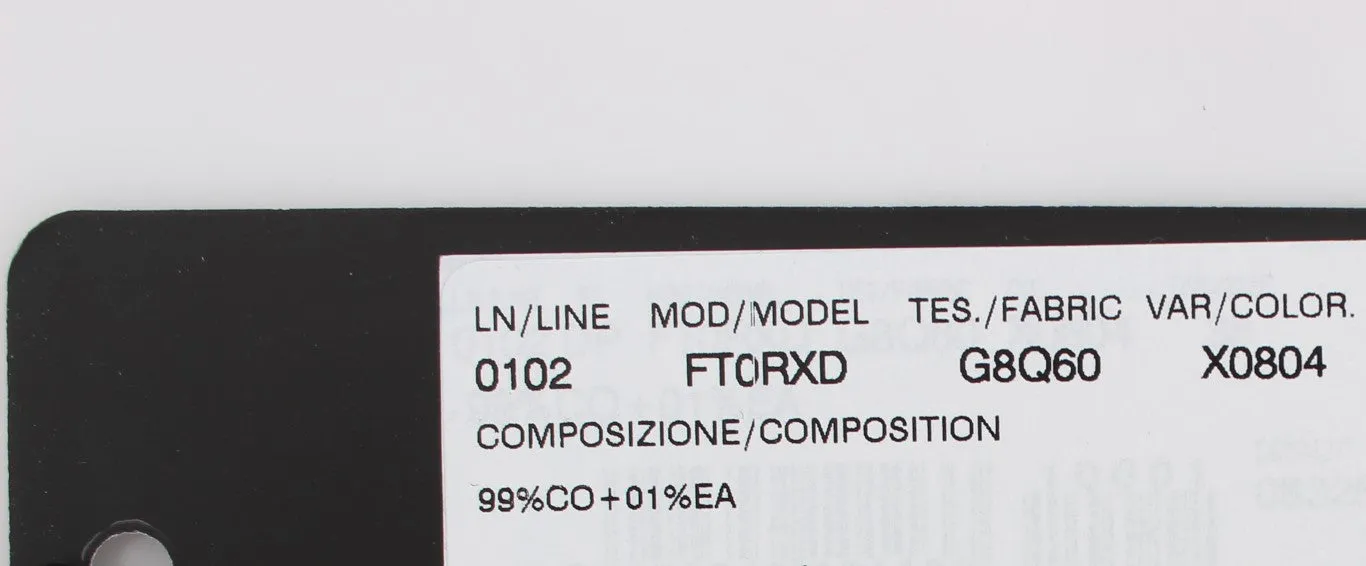 LN/LINE MOD/MODEL TES./FABRIC VAR/COLOR.
0102 FT0RXD G8Q60 X0804
COMPOSIZIONE/COMPOSITION
99%CO+01%EA